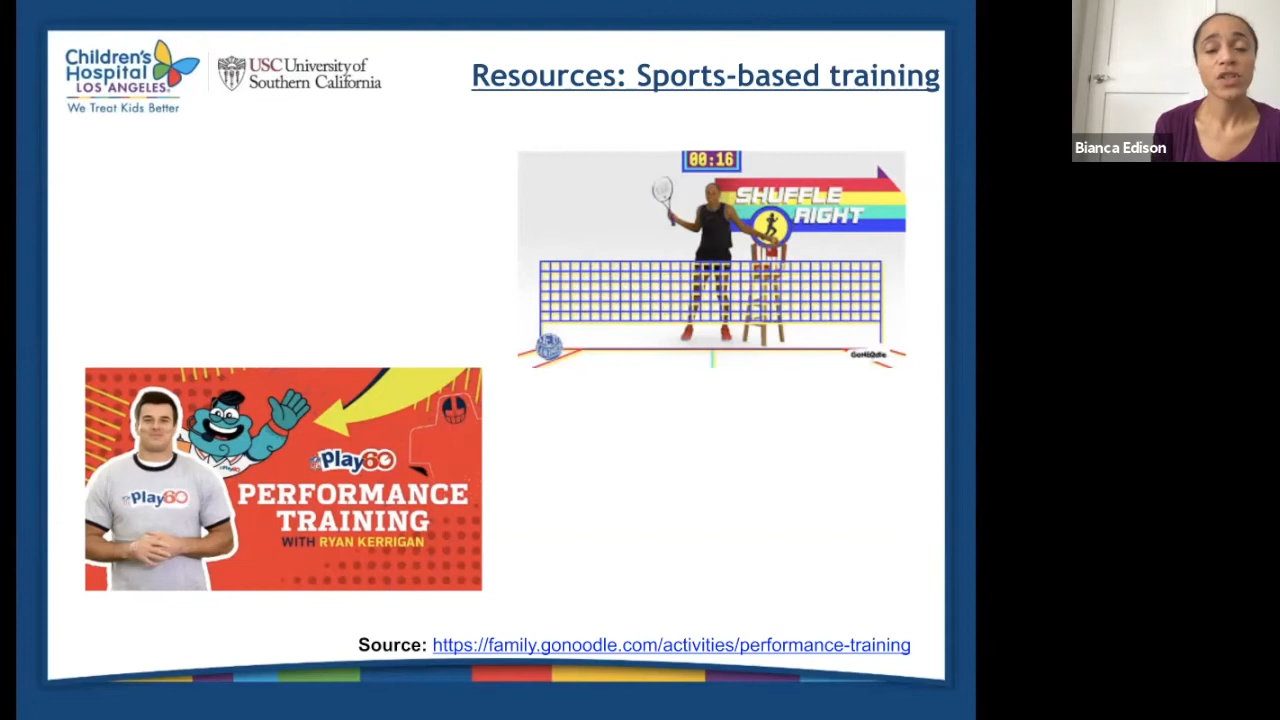 Children's
Hospital
LOS ANGELES
We Treat Kids Better
USC University of
Southern California
Resources: Sports-based training
Bianca Edison
00:16
SHUFFLE
RIGHT
GoNoodle
Play60
Play60
PERFORMANCE
TRAINING
WITH RYAN KERRIGAN
Source: https://family.gonoodle.com/activities/performance-training